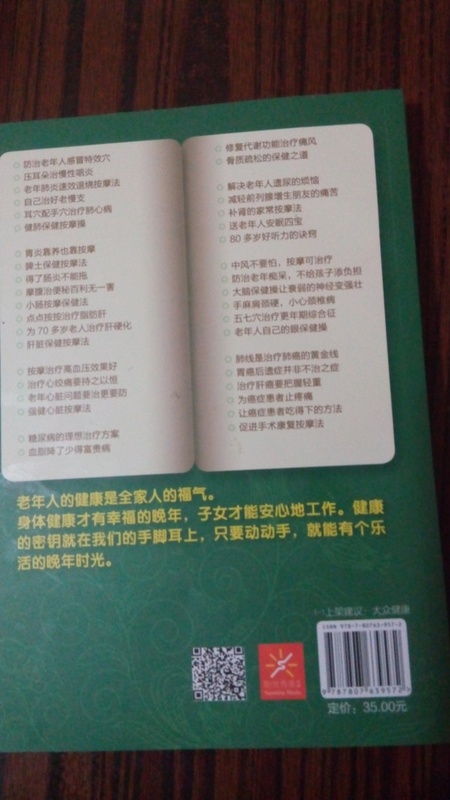 防治老年人感冒特效穴
压耳朵治慢性咽炎
老年肺炎速效退烧按摩法
自己治好老慢支
耳穴配手穴治疗肺心病
健肺保健按摩操
胃炎靠养也靠按摩
脾士保健按摩法
得了肠炎不能拖
摩腹治便秘百利无一害
小肠按摩保健法
点点按按治疗脂肪肝
为70多岁老人治疗肝硬化
肝脏保健按摩法
按摩治疗高血压效果好
治疗心绞痛要持之以恒
老年心脏问题要治更要防
强健心脏按摩法
糖尿病的理想治疗方案
血脂降了少得富贵病
修复代谢功能治疗痛风
骨质疏松的保健之道
解决老年人遗尿的烦恼
减轻前列腺增生朋友的痛苦
补肾的家常按摩法
送老年人安眠四宝
80多岁好听力的诀窍
中风不要怕，按摩可治疗
防治老年痴呆，不给孩子添负担
大脑保健操让衰弱的神经变强壮
手麻肩颈硬，小心颈椎病
五七穴治疗更年期综合征
老年人自己的眼保健操
肺线是治疗肺癌的黄金线
胃癌后遗症并非不治之症
治疗肝癌要把握轻重
为癌症患者止疼痛
让癌症患者吃得下的方法
促进手术康复按摩法
老年人的健康是全家人的福气。
身体健康才有幸福的晚年，子女才能安心地工作。健康
的密钥就在我们的手脚耳上，只要动动手，就能有个乐
活的晚年时光。
上架建议：大众健康
ISBN 978-7-80763-957-2
9 787807 639572
定价：35.00元